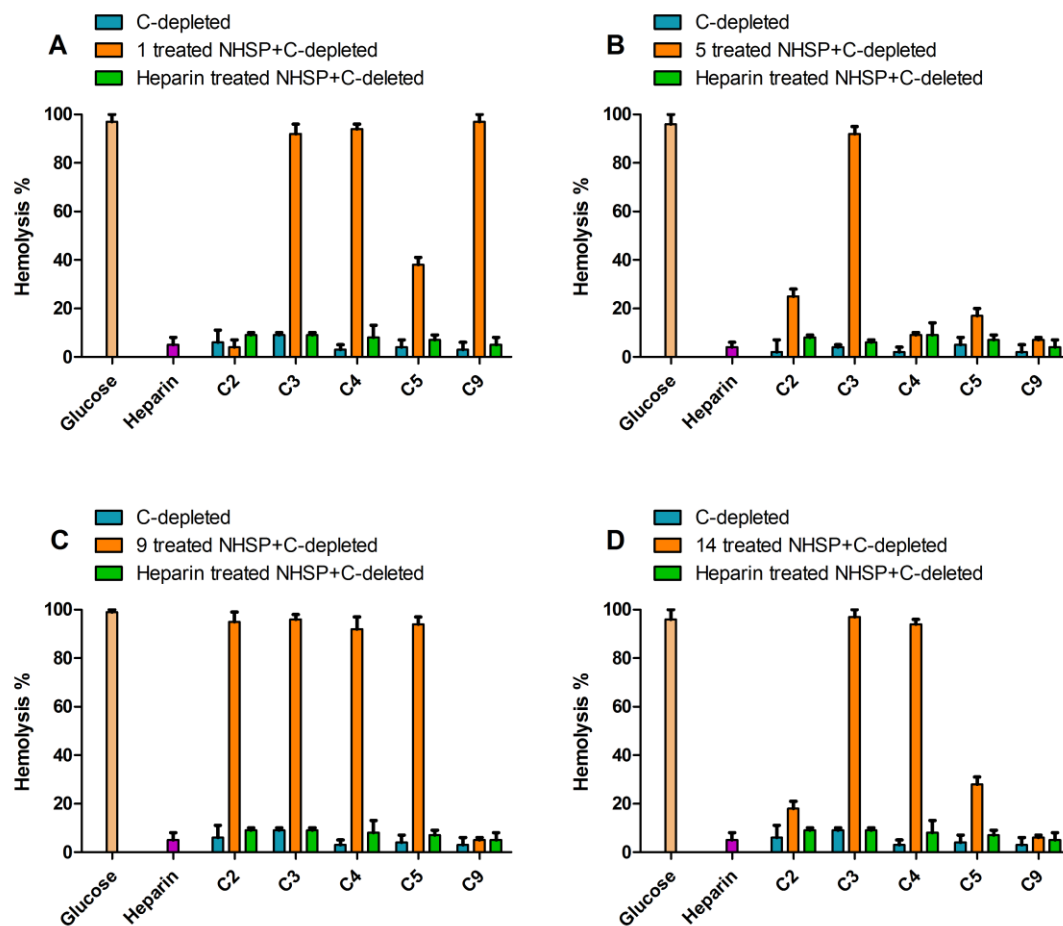 A
C-depleted
1 treated NHSP+C-depleted
Heparin treated NHSP+C-deleted
Hemolysis %
100
80
60
40
20
0
Glucose
Heparin
C2
C3
C4
C5
C9
B
C-depleted
5 treated NHSP+C-depleted
Heparin treated NHSP+C-deleted
Hemolysis %
100
80
60
40
20
0
Glucose
Heparin
C2
C3
C4
C5
C9
C
C-depleted
9 treated NHSP+C-depleted
Heparin treated NHSP+C-deleted
Hemolysis %
100
80
60
40
20
0
Glucose
Heparin
C2
C3
C4
C5
C9
D
C-depleted
14 treated NHSP+C-depleted
Heparin treated NHSP+C-deleted
Hemolysis %
100
80
60
40
20
0
Glucose
Heparin
C2
C3
C4
C5
C9